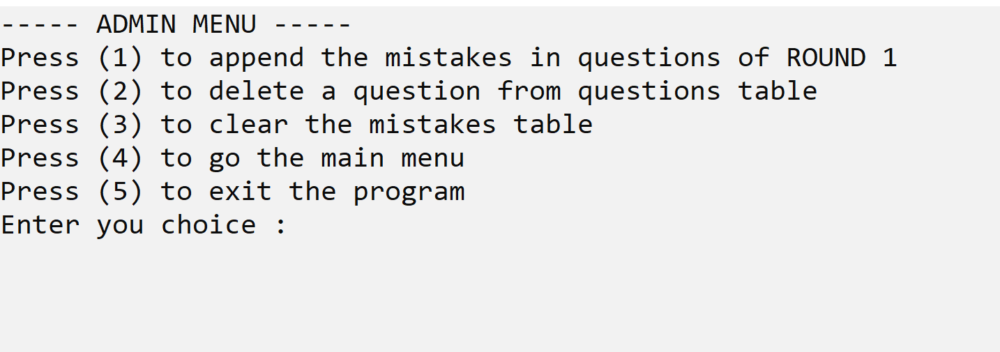 ----- ADMIN MENU -----
Press (1) to append the mistakes in questions of ROUND 1
Press (2) to delete a question from questions table
Press (3) to clear the mistakes table
Press (4) to go the main menu
Press (5) to exit the program
Enter you choice :